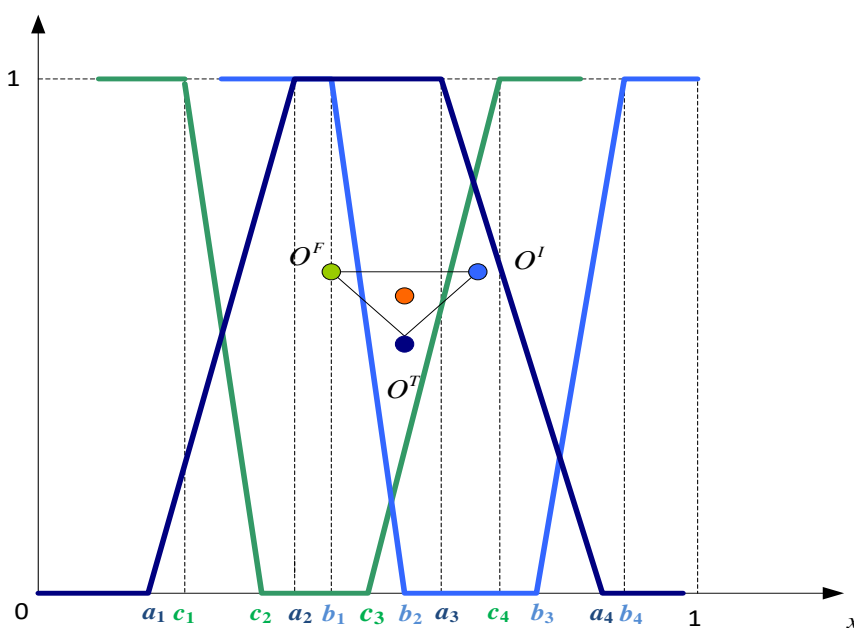 1
O^F
O^I
O^T
0 a₁ c₁ c₂ a₂ b₁ c₃ b₂ a₃ c₄ b₃ a₄ b₄ 1